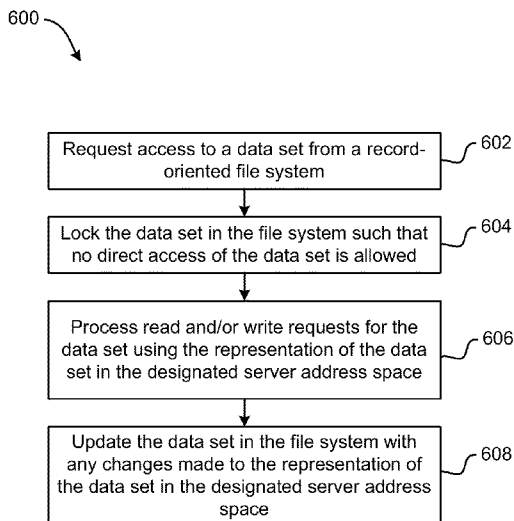 600
Request access to a data set from a record-
oriented file system
602
Lock the data set in the file system such that
no direct access of the data set is allowed
604
Process read and/or write requests for the
data set using the representation of the data
set in the designated server address space
606
Update the data set in the file system with
any changes made to the representation of
the data set in the designated server address
space
608